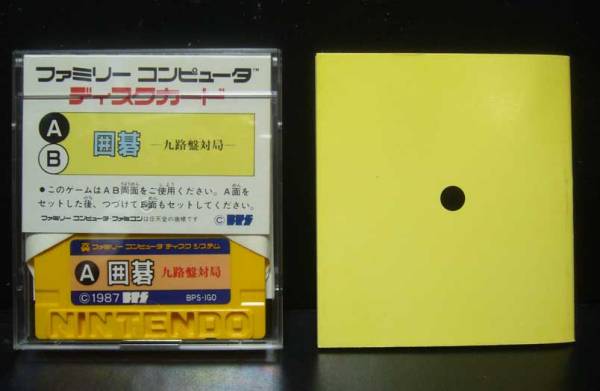 ファミリー コンピュータ™
ディスクカード
A
B
囲碁 —九路盤対局—
●このゲームはAB両面をご使用ください。A面を
セットした後、つづけてB面もセットしてください。
ファミリーコンピュータ・ファミコンは任天堂の商標です ©BPS
ファミリー コンピュータ ディスク システム
A 囲碁 九路盤対局
©1987 BPS BPS-IGO
NINTENDO